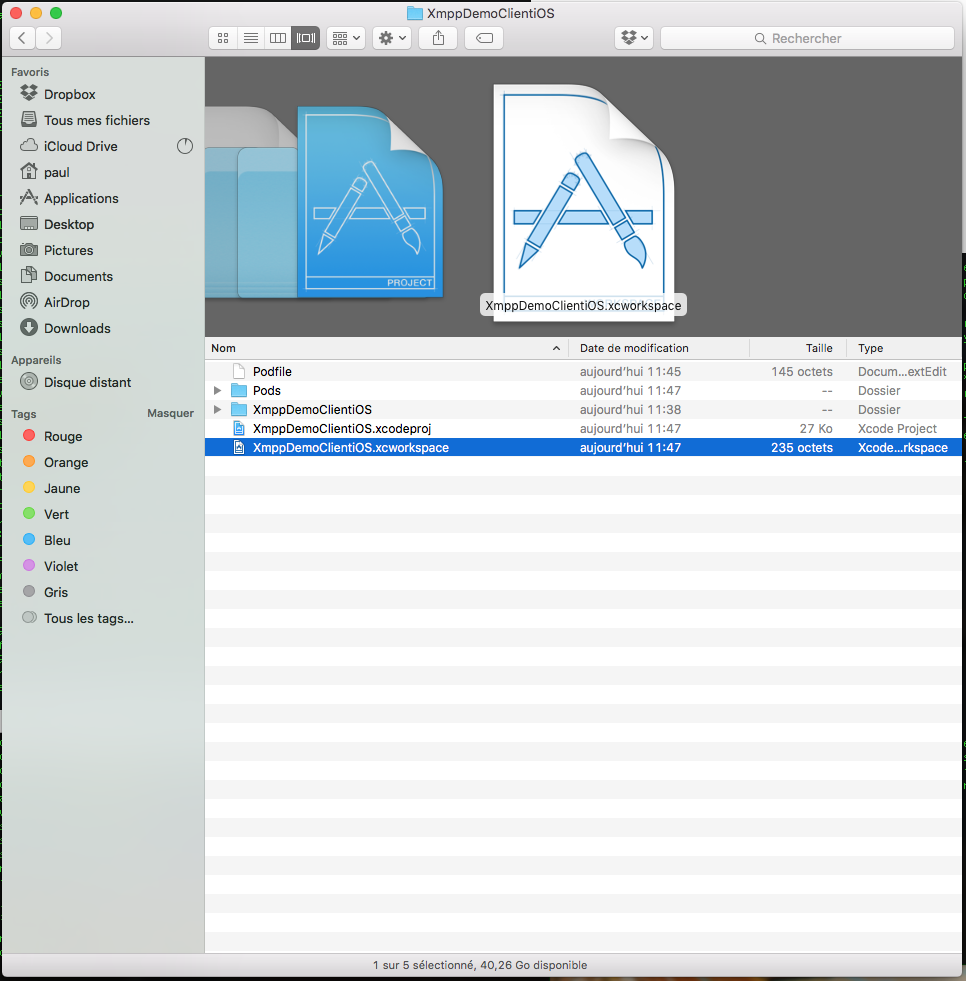 XmppDemoClientiOS
Rechercher
Favoris
Dropbox
Tous mes fichiers
iCloud Drive
paul
Applications
Desktop
Pictures
Documents
AirDrop
Downloads
Appareils
Disque distant
Tags Masquer
Rouge
Orange
Jaune
Vert
Bleu
Violet
Gris
Tous les tags...
PROJECT
XmppDemoClientiOS.xcworkspace
Nom Date de modification Taille Type
Podfile aujourd'hui 11:45 145 octets Docum...extEdit
Pods aujourd'hui 11:47 -- Dossier
XmppDemoClientiOS aujourd'hui 11:38 -- Dossier
XmppDemoClientiOS.xcodeproj aujourd'hui 11:47 27 Ko Xcode Project
XmppDemoClientiOS.xcworkspace aujourd'hui 11:47 235 octets Xcode...rkspace
1 sur 5 sélectionné, 40,26 Go disponible